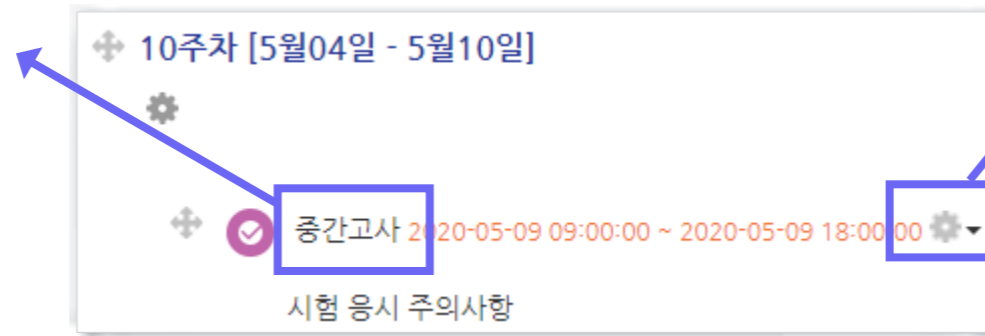 10주차 [5월04일 - 5월10일]
중간고사 2020-05-09 09:00:00 ~ 2020-05-09 18:00:00
시험 응시 주의사항